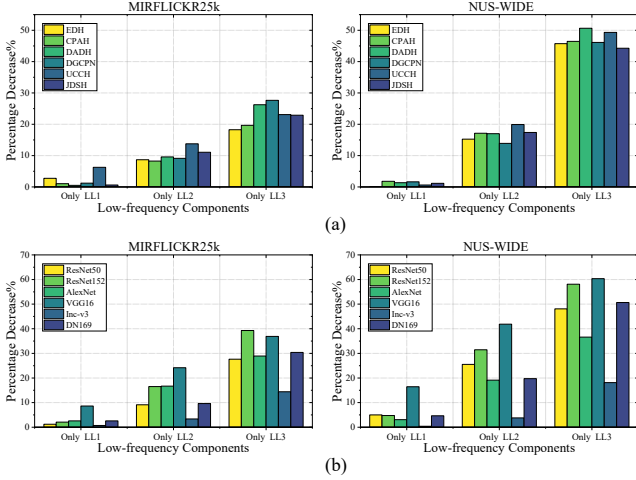 MIRFLICKR25k
NUS-WIDE
Percentage Decrease%
50
40
30
20
10
0
EDH
CPAH
DADH
DGCPN
UCCH
JDSH
Only LL1
Only LL2
Only LL3
Low-frequency Components
Percentage Decrease%
50
40
30
20
10
0
EDH
CPAH
DADH
DGCPN
UCCH
JDSH
Only LL1
Only LL2
Only LL3
Low-frequency Components
(a)
MIRFLICKR25k
NUS-WIDE
Percentage Decrease%
70
60
50
40
30
20
10
0
ResNet50
ResNet152
AlexNet
VGG16
Inc-v3
DN169
Only LL1
Only LL2
Only LL3
Low-frequency Components
Percentage Decrease%
70
60
50
40
30
20
10
0
ResNet50
ResNet152
AlexNet
VGG16
Inc-v3
DN169
Only LL1
Only LL2
Only LL3
Low-frequency Components
(b)